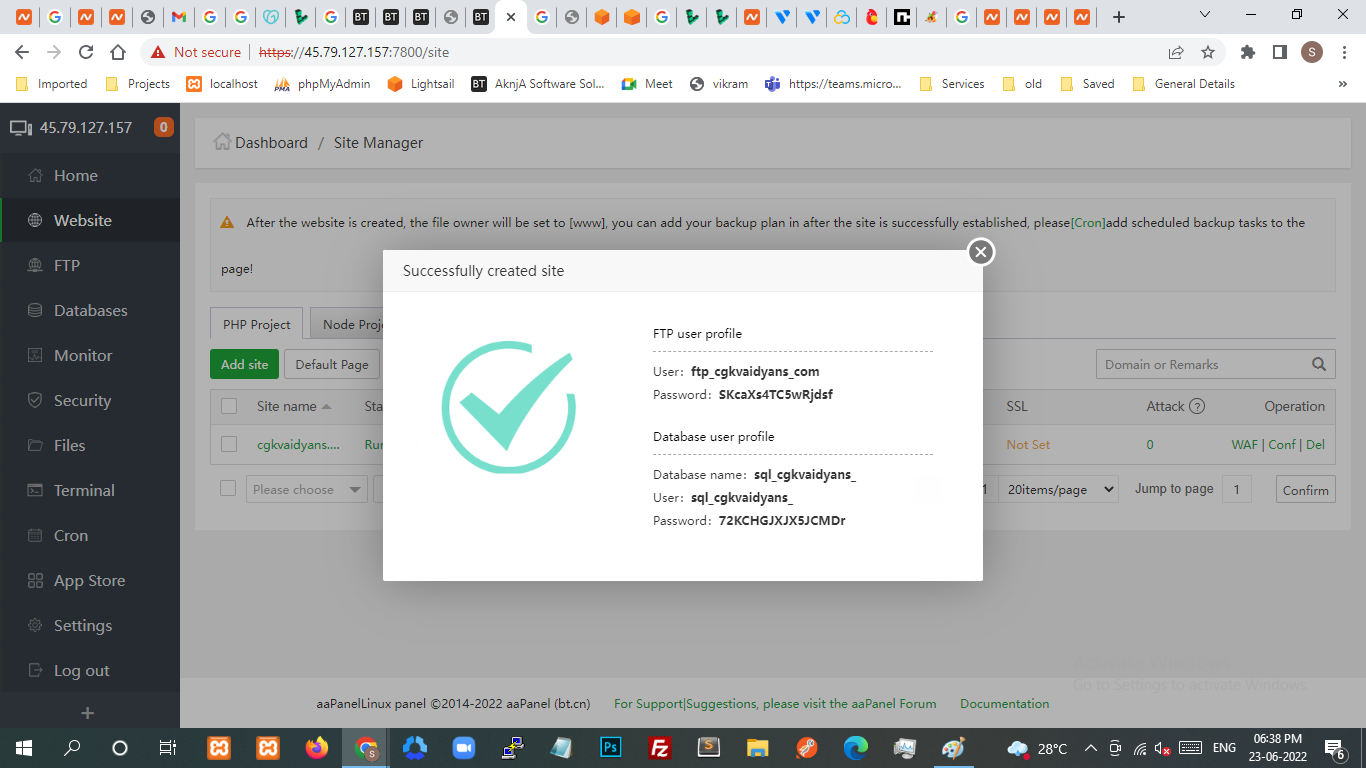 Not secure | https://45.79.127.157:7800/site
S
Imported Projects localhost phpMyAdmin Lightsail BT AknjA Software Sol... Meet vikram https://teams.micro... Services old Saved General Details »
45.79.127.157 0
Dashboard / Site Manager
Home
Website
FTP
Databases
Monitor
Security
Files
Terminal
Cron
App Store
Settings
Log out
After the website is created, the file owner will be set to [www], you can add your backup plan in after the site is successfully established, please[Cron]add scheduled backup tasks to the
page!
Successfully created site
PHP Project Node Proj
FTP user profile
User: ftp_cgkvaidyans_com
Password: SKcaXs4TC5wRjdsf
Database user profile
Database name: sql_cgkvaidyans_
User: sql_cgkvaidyans_
Password: 72KCHGJXJX5JCMDr
Add site Default Page Domain or Remarks
Site name Sta SSL Attack ? Operation
cgkvaidyans.... Run Not Set 0 WAF | Conf | Del
Please choose 1 20items/page Jump to page 1 Confirm
Go to Settings to activate Windows.
aaPanelLinux panel ©2014-2022 aaPanel (bt.cn) For Support|Suggestions, please visit the aaPanel Forum Documentation
28°C ENG 06:38 PM
23-06-2022 6